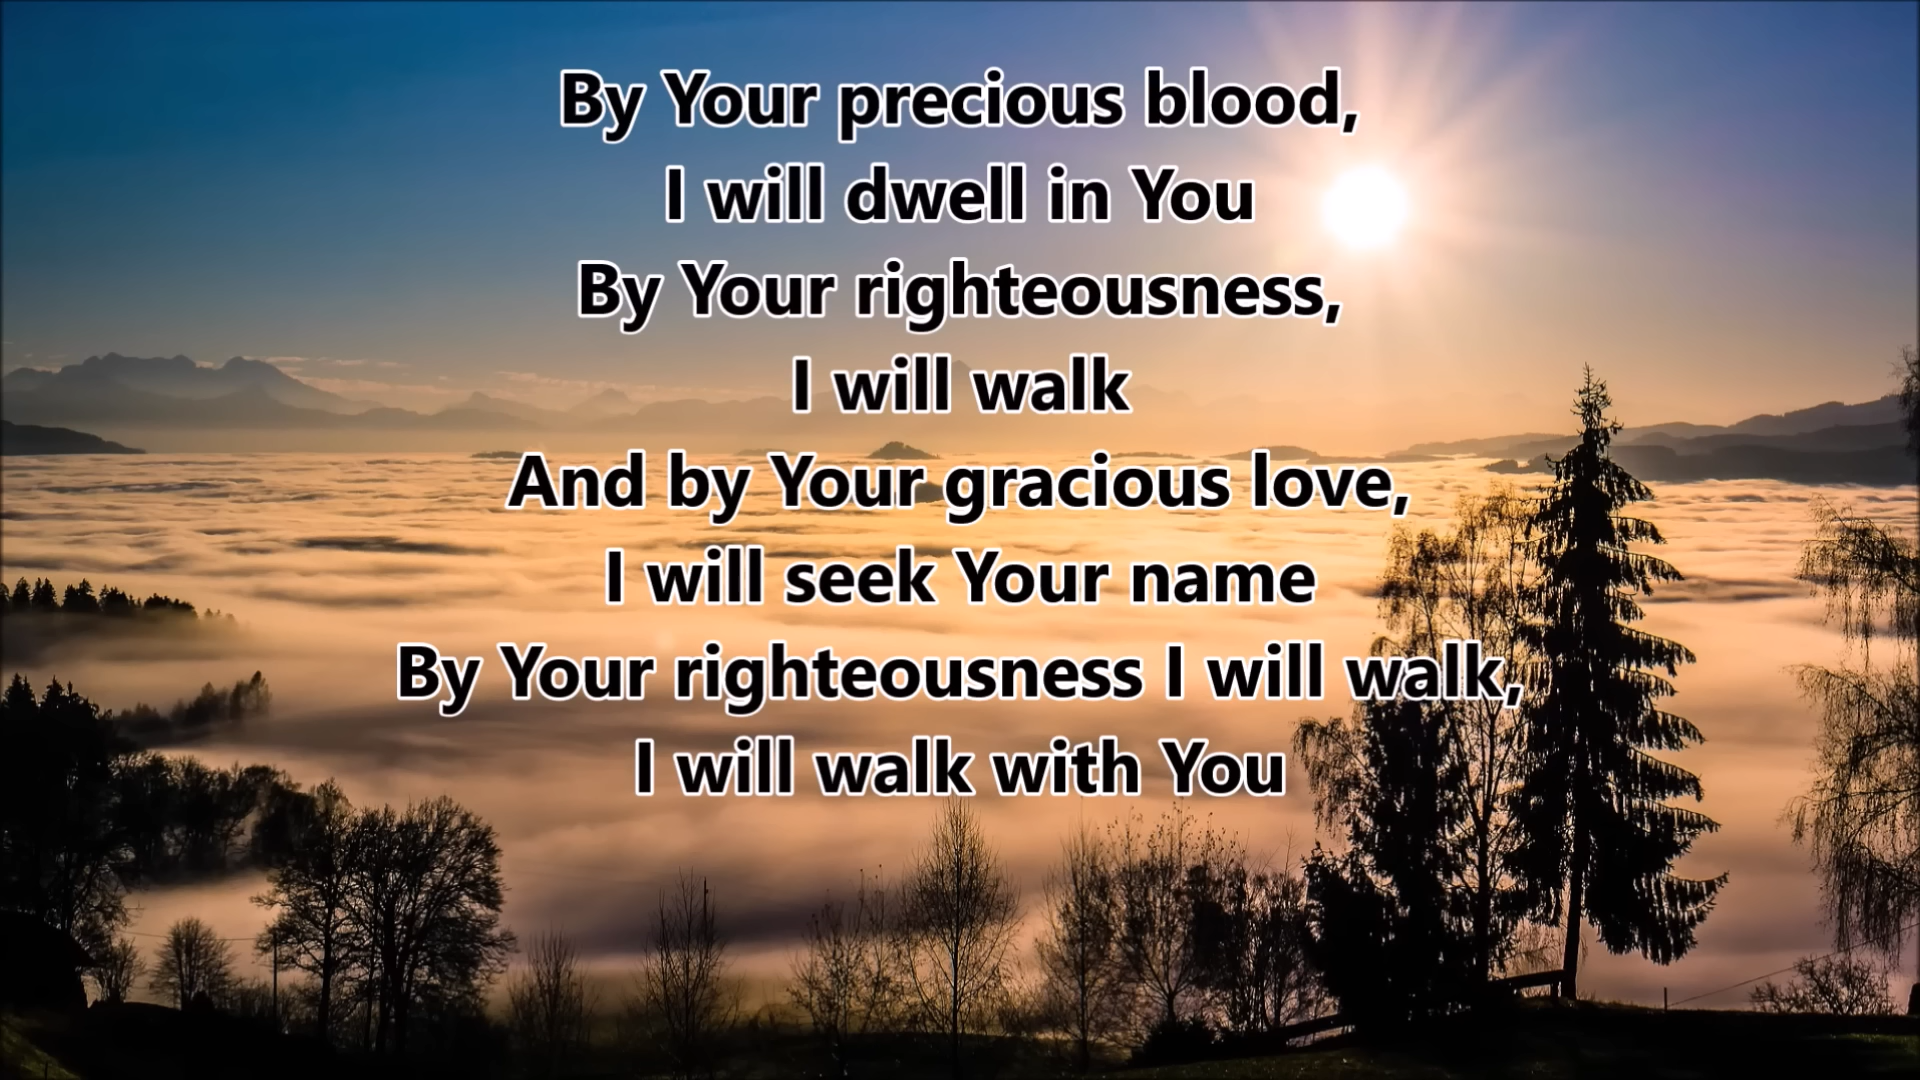 By Your precious blood,
I will dwell in You
By Your righteousness,
I will walk
And by Your gracious love,
I will seek Your name
By Your righteousness I will walk,
I will walk with You